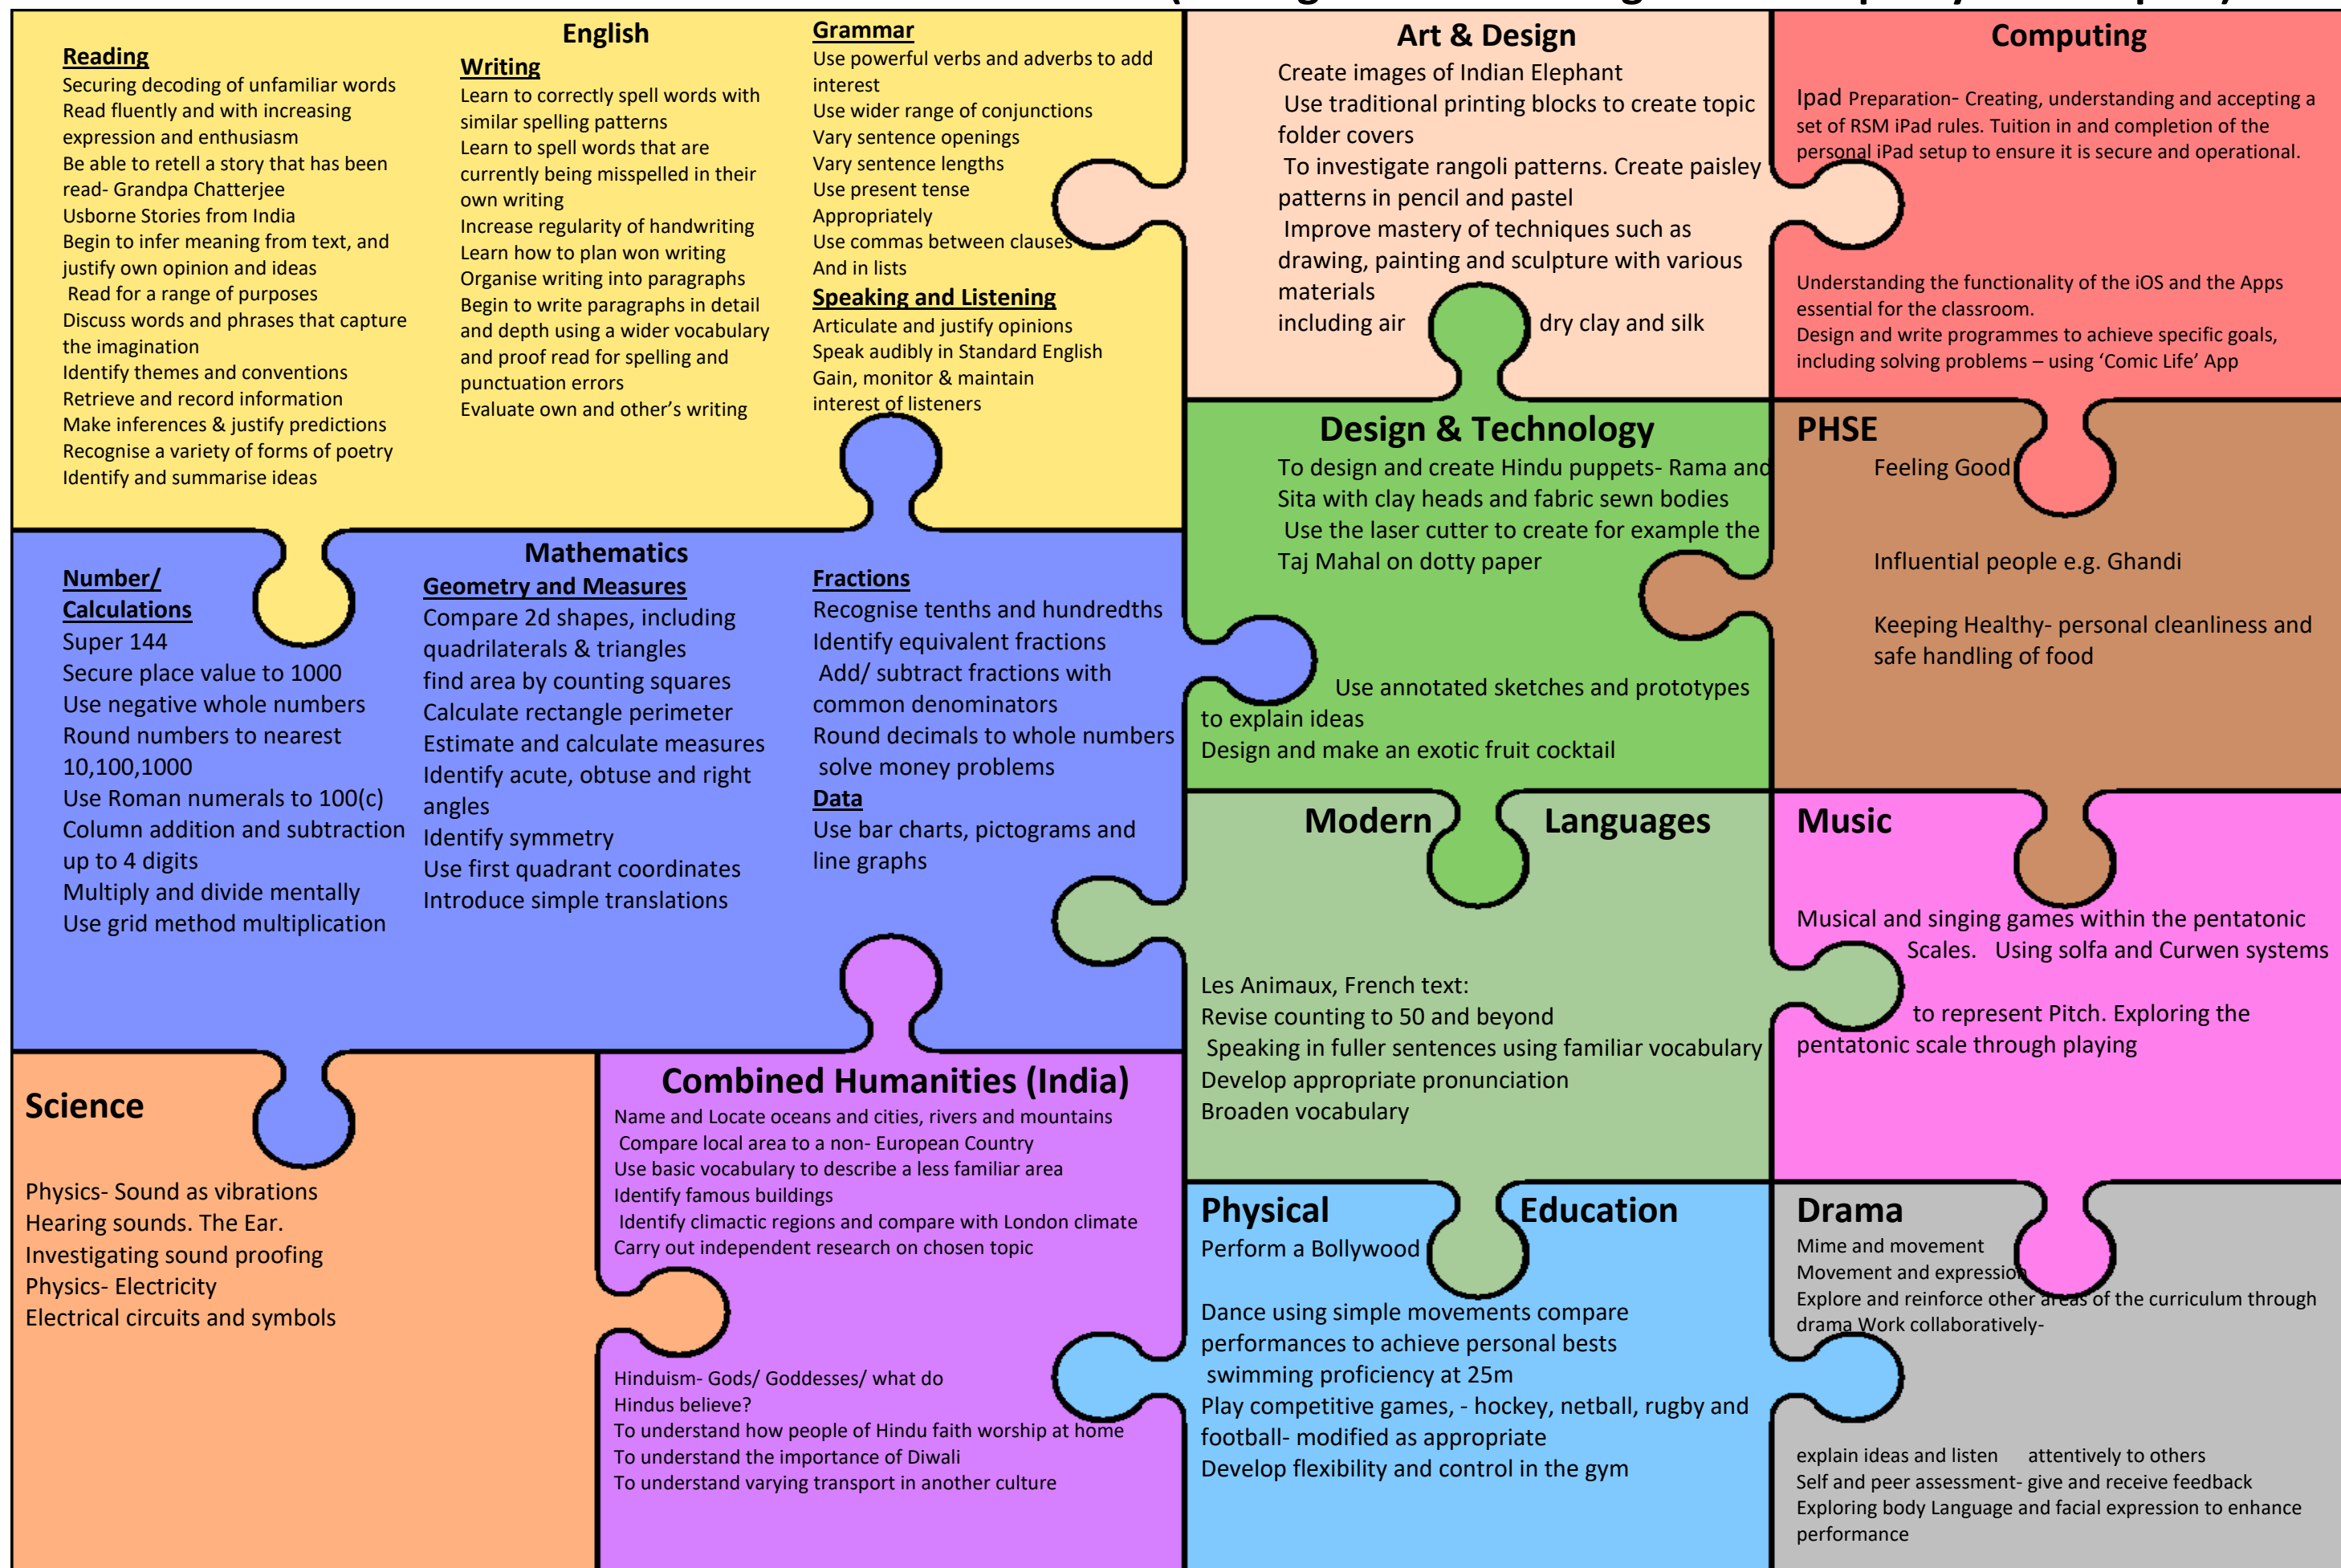 English
Reading
Securing decoding of unfamiliar words
Read fluently and with increasing
expression and enthusiasm
Be able to retell a story that has been
read- Grandpa Chatterjee
Usborne Stories from India
Begin to infer meaning from text, and
justify own opinion and ideas
Read for a range of purposes
Discuss words and phrases that capture
the imagination
Identify themes and conventions
Retrieve and record information
Make inferences & justify predictions
Recognise a variety of forms of poetry
Identify and summarise ideas
Writing
Learn to correctly spell words with
similar spelling patterns
Learn to spell words that are
currently being misspelled in their
own writing
Increase regularity of handwriting
Learn how to plan won writing
Organise writing into paragraphs
Begin to write paragraphs in detail
and depth using a wider vocabulary
and proof read for spelling and
punctuation errors
Evaluate own and other's writing
Grammar
Use powerful verbs and adverbs to add
interest
Use wider range of conjunctions
Vary sentence openings
Vary sentence lengths
Use present tense
Appropriately
Use commas between clauses
And in lists
Speaking and Listening
Articulate and justify opinions
Speak audibly in Standard English
Gain, monitor & maintain
interest of listeners
Art & Design
Create images of Indian Elephant
Use traditional printing blocks to create topic
folder covers
To investigate rangoli patterns. Create paisley
patterns in pencil and pastel
Improve mastery of techniques such as
drawing, painting and sculpture with various
materials
including air dry clay and silk
Computing
Ipad Preparation- Creating, understanding and accepting a
set of RSM iPad rules. Tuition in and completion of the
personal iPad setup to ensure it is secure and operational.
Understanding the functionality of the iOS and the Apps
essential for the classroom.
Design and write programmes to achieve specific goals,
including solving problems – using 'Comic Life' App
Design & Technology
To design and create Hindu puppets- Rama and
Sita with clay heads and fabric sewn bodies
Use the laser cutter to create for example the
Taj Mahal on dotty paper
Use annotated sketches and prototypes
to explain ideas
Design and make an exotic fruit cocktail
PHSE
Feeling Good
Influential people e.g. Ghandi
Keeping Healthy- personal cleanliness and
safe handling of food
Mathematics
Number/
Calculations
Super 144
Secure place value to 1000
Use negative whole numbers
Round numbers to nearest
10,100,1000
Use Roman numerals to 100(c)
Column addition and subtraction
up to 4 digits
Multiply and divide mentally
Use grid method multiplication
Geometry and Measures
Compare 2d shapes, including
quadrilaterals & triangles
find area by counting squares
Calculate rectangle perimeter
Estimate and calculate measures
Identify acute, obtuse and right
angles
Identify symmetry
Use first quadrant coordinates
Introduce simple translations
Fractions
Recognise tenths and hundredths
Identify equivalent fractions
Add/ subtract fractions with
common denominators
Round decimals to whole numbers
solve money problems
Data
Use bar charts, pictograms and
line graphs
Modern Languages
Les Animaux, French text:
Revise counting to 50 and beyond
Speaking in fuller sentences using familiar vocabulary
Develop appropriate pronunciation
Broaden vocabulary
Music
Musical and singing games within the pentatonic
Scales. Using solfa and Curwen systems
to represent Pitch. Exploring the
pentatonic scale through playing
Science
Physics- Sound as vibrations
Hearing sounds. The Ear.
Investigating sound proofing
Physics- Electricity
Electrical circuits and symbols
Combined Humanities (India)
Name and Locate oceans and cities, rivers and mountains
Compare local area to a non- European Country
Use basic vocabulary to describe a less familiar area
Identify famous buildings
Identify climactic regions and compare with London climate
Carry out independent research on chosen topic
Hinduism- Gods/ Goddesses/ what do
Hindus believe?
To understand how people of Hindu faith worship at home
To understand the importance of Diwali
To understand varying transport in another culture
Physical Education
Perform a Bollywood
Dance using simple movements compare
performances to achieve personal bests
swimming proficiency at 25m
Play competitive games, - hockey, netball, rugby and
football- modified as appropriate
Develop flexibility and control in the gym
Drama
Mime and movement
Movement and expression
Explore and reinforce other areas of the curriculum through
drama Work collaboratively-
explain ideas and listen attentively to others
Self and peer assessment- give and receive feedback
Exploring body Language and facial expression to enhance
performance